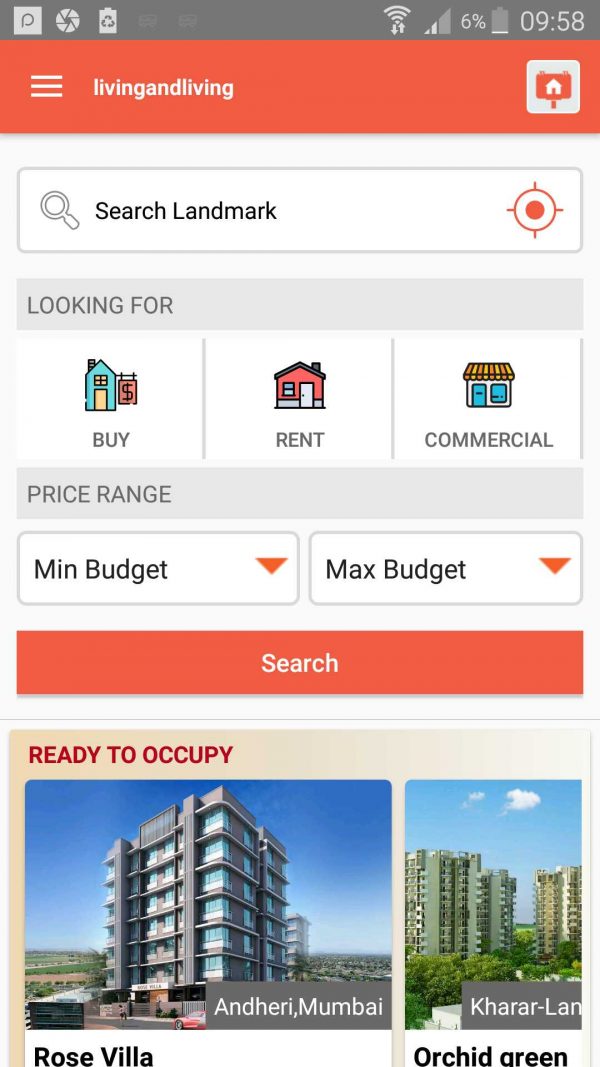 6% 09:58
livingandliving
Search Landmark
LOOKING FOR
BUY RENT COMMERCIAL
PRICE RANGE
Min Budget Max Budget
Search
READY TO OCCUPY
ROSE VILLA
Andheri,Mumbai Kharar-Lan
Rose Villa Orchid green